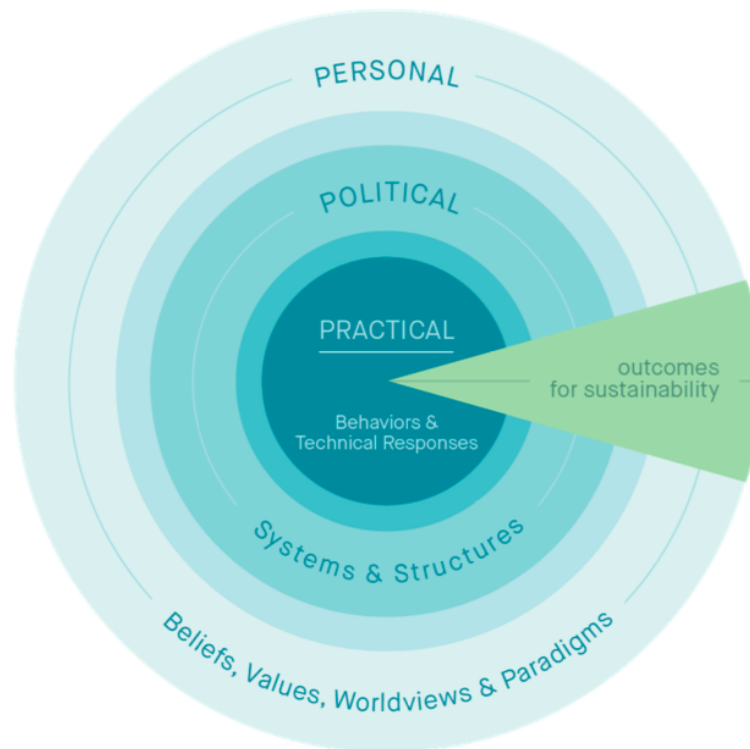 PERSONAL
POLITICAL
PRACTICAL
outcomes
for sustainability
Behaviors &
Technical Responses
Systems & Structures
Beliefs, Values, Worldviews & Paradigms